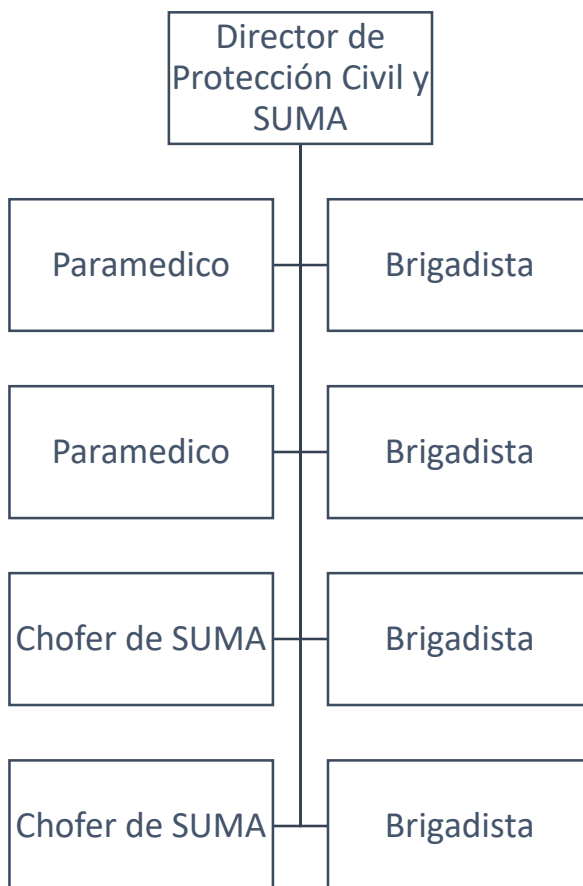 Director de
Protección Civil y
SUMA
Paramedico
Brigadista
Paramedico
Brigadista
Chofer de SUMA
Brigadista
Chofer de SUMA
Brigadista